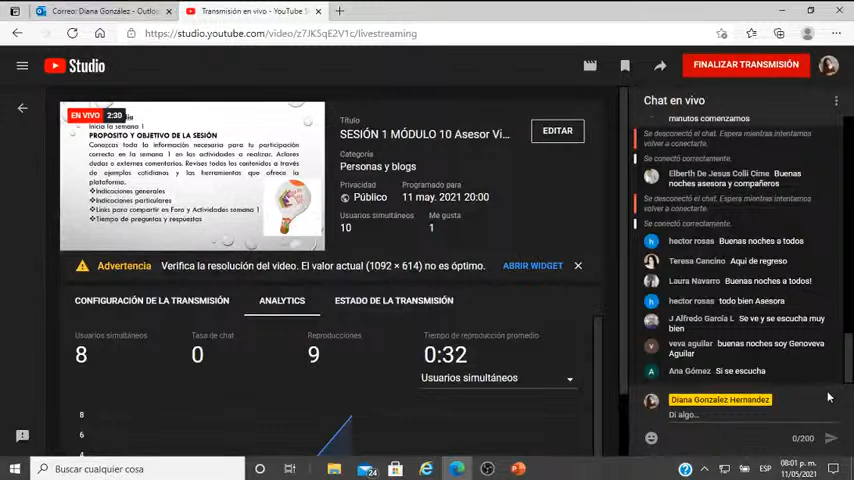 Correo: Diana González - Outloo
Transmisión en vivo - YouTube S
https://studio.youtube.com/video/z7JK5qE2V1c/livestreaming
Studio
FINALIZAR TRANSMISIÓN
EN VIVO 2:30
Inicia la semana 1
PROPOSITO Y OBJETIVO DE LA SESIÓN
Conozcas toda la información necesaria para tu participación
correcta en la semana 1 en las actividades a realizar. Aclares
dudas o externes comentarios. Revises todos los contenidos a través
de ejemplos cotidianos y las herramientas que ofrece la
plataforma.
Indicaciones generales
Indicaciones particulares
Links para compartir en Foro y Actividades semana 1
Tiempo de preguntas y respuestas
Título
SESIÓN 1 MÓDULO 10 Asesor Vi...
EDITAR
Categoría
Personas y blogs
Privacidad
Público
Programado para
11 may. 2021 20:00
Usuarios simultáneos
10
Me gusta
1
Advertencia Verifica la resolución del video. El valor actual (1092 × 614) no es óptimo.
ABRIR WIDGET
CONFIGURACIÓN DE LA TRANSMISIÓN
ANALYTICS
ESTADO DE LA TRANSMISIÓN
Usuarios simultáneos
8
Tasa de chat
0
Reproducciones
9
Tiempo de reproducción promedio
0:32
Usuarios simultáneos
8
6
4
Chat en vivo
minutos comenzamos
Se desconectó el chat. Espera mientras intentamos
volver a conectarte.
Se conectó correctamente.
Elberth De Jesus Colli Cime Buenas
noches asesora y compañeros
Se desconectó el chat. Espera mientras intentamos
volver a conectarte.
Se conectó correctamente.
hector rosas Buenas noches a todos
Teresa Cancino Aqui de regreso
Laura Navarro Buenas noches a todos!
hector rosas todo bien Asesora
J Alfredo García L Se ve y se escucha muy
bien
veva aguilar buenas noches soy Genoveva
Aguilar
Ana Gómez Si se escucha
Diana Gonzalez Hernandez
Di algo...
0/200
Buscar cualquier cosa
24
ESP
08:01 p. m.
11/05/2021